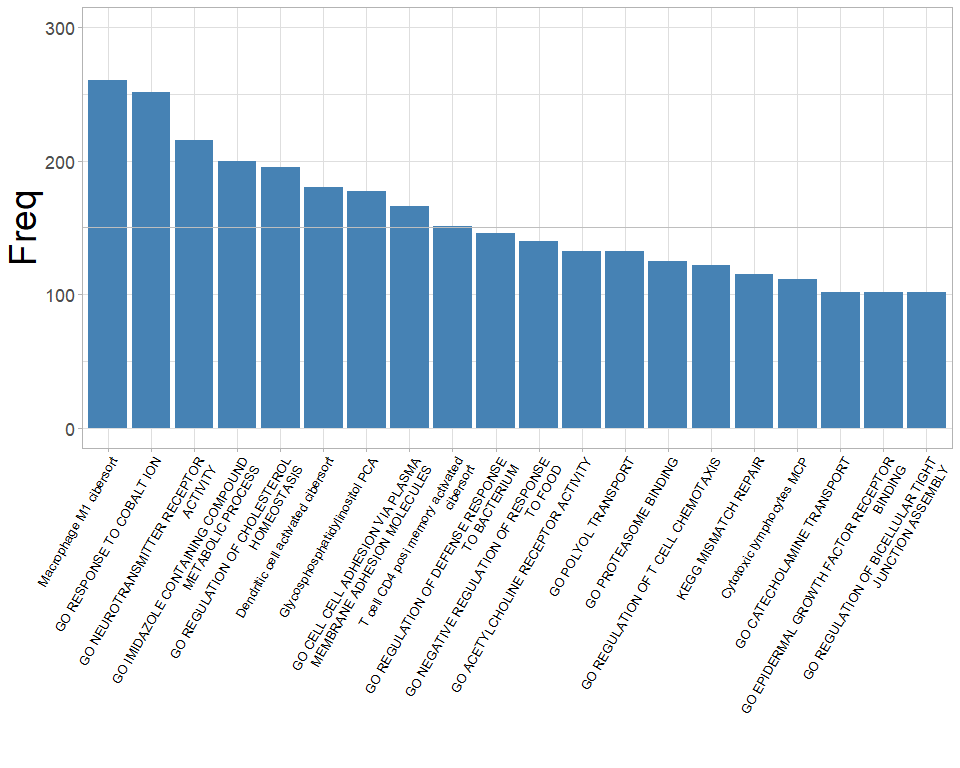 300
200
100
0
Freq
Macrophage M1 cibersort
GO RESPONSE TO COBALT ION
GO NEUROTRANSMITTER RECEPTOR
ACTIVITY
GO IMIDAZOLE CONTAINING COMPOUND
METABOLIC PROCESS
GO REGULATION OF CHOLESTEROL
HOMEOSTASIS
Dendritic cell activated cibersort
Glycosphosphatidylinositol PCA
GO CELL CELL ADHESION VIA PLASMA
MEMBRANE ADHESION MOLECULES
T cell CD4 posi memory activated
cibersort
GO REGULATION OF DEFENSE RESPONSE
TO BACTERIUM
GO NEGATIVE REGULATION OF RESPONSE
TO FOOD
GO ACETYLCHOLINE RECEPTOR ACTIVITY
GO POLYOL TRANSPORT
GO PROTEASOME BINDING
GO REGULATION OF T CELL CHEMOTAXIS
KEGG MISMATCH REPAIR
Cytotoxic lymphocytes MCP
GO CATECHOLAMINE TRANSPORT
GO EPIDERMAL GROWTH FACTOR RECEPTOR
BINDING
GO REGULATION OF BICELLULAR TIGHT
JUNCTION ASSEMBLY